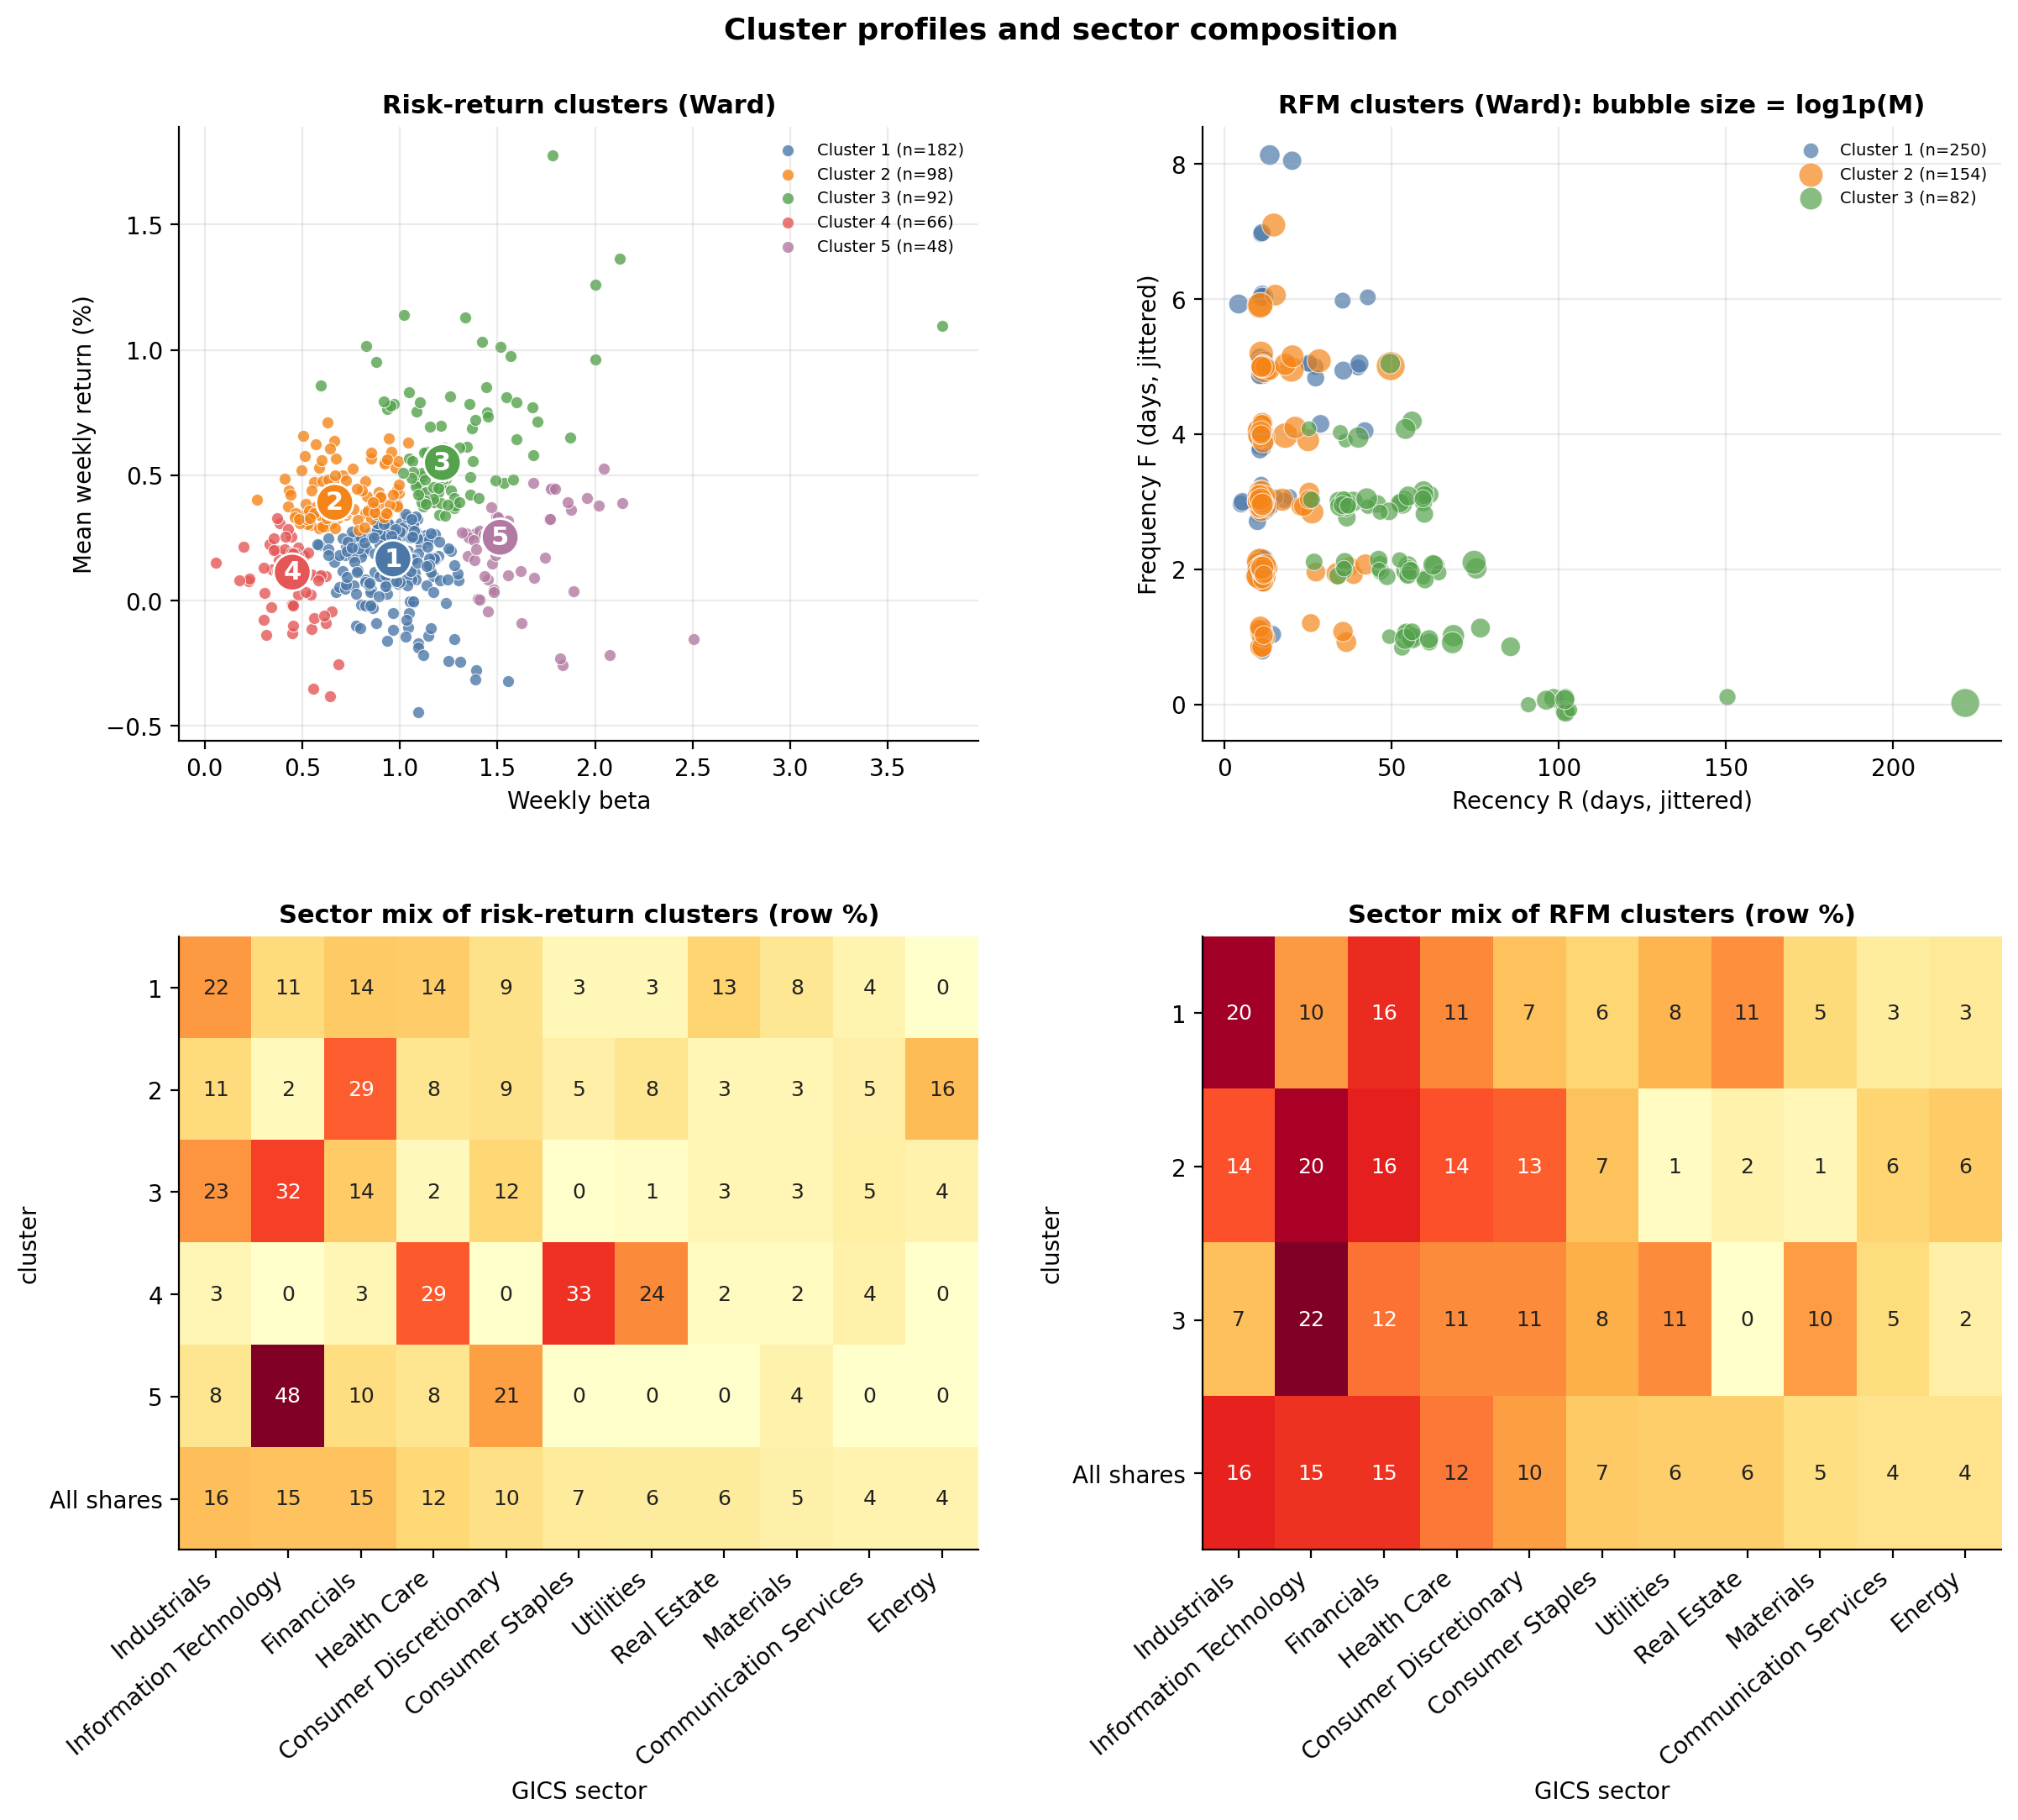 Cluster profiles and sector composition
Risk-return clusters (Ward)
Cluster 1 (n=182)
Cluster 2 (n=98)
Cluster 3 (n=92)
Cluster 4 (n=66)
Cluster 5 (n=48)
Mean weekly return (%)
1.5
1.0
0.5
0.0
−0.5
1
2
3
4
5
0.0 0.5 1.0 1.5 2.0 2.5 3.0 3.5
Weekly beta
RFM clusters (Ward): bubble size = log1p(M)
Cluster 1 (n=250)
Cluster 2 (n=154)
Cluster 3 (n=82)
Frequency F (days, jittered)
8
6
4
2
0
0 50 100 150 200
Recency R (days, jittered)
Sector mix of risk-return clusters (row %)
cluster
1 22 11 14 14 9 3 3 13 8 4 0
2 11 2 29 8 9 5 8 3 3 5 16
3 23 32 14 2 12 0 1 3 3 5 4
4 3 0 3 29 0 33 24 2 2 4 0
5 8 48 10 8 21 0 0 0 4 0 0
All shares 16 15 15 12 10 7 6 6 5 4 4
Industrials
Information Technology
Financials
Health Care
Consumer Discretionary
Consumer Staples
Utilities
Real Estate
Materials
Communication Services
Energy
GICS sector
Sector mix of RFM clusters (row %)
cluster
1 20 10 16 11 7 6 8 11 5 3 3
2 14 20 16 14 13 7 1 2 1 6 6
3 7 22 12 11 11 8 11 0 10 5 2
All shares 16 15 15 12 10 7 6 6 5 4 4
Industrials
Information Technology
Financials
Health Care
Consumer Discretionary
Consumer Staples
Utilities
Real Estate
Materials
Communication Services
Energy
GICS sector